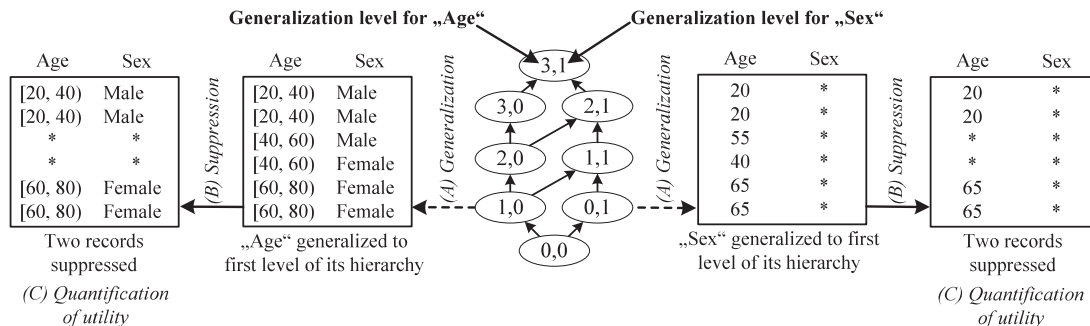 Generalization level for „Age“
Generalization level for „Sex“
Age Sex
[20, 40) Male
[20, 40) Male
* *
* *
[60, 80) Female
[60, 80) Female
Two records
suppressed
(C) Quantification
of utility
(B) Suppression
Age Sex
[20, 40) Male
[20, 40) Male
[40, 60) Male
[40, 60) Female
[60, 80) Female
[60, 80) Female
„Age“ generalized to
first level of its hierarchy
(A) Generalization
3,1
3,0 2,1
2,0 1,1
1,0 0,1
0,0
(A) Generalization
Age Sex
20 *
20 *
55 *
40 *
65 *
65 *
„Sex“ generalized to first
level of its hierarchy
(B) Suppression
Age Sex
20 *
20 *
* *
* *
65 *
65 *
Two records
suppressed
(C) Quantification
of utility